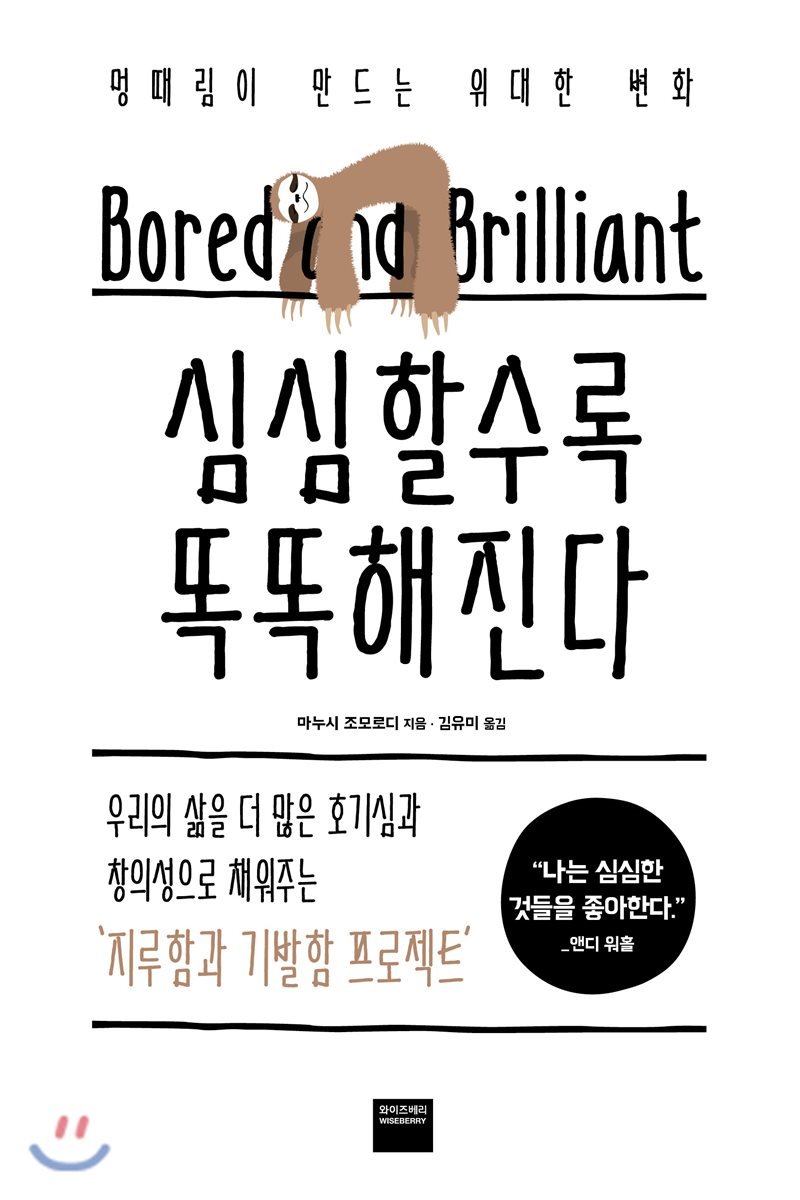 멍때림이 만드는 위대한 변화
Bored and Brilliant
심심할수록
똑똑해진다
마누시 조모로디 지음 · 김유미 옮김
우리의 삶을 더 많은 호기심과
창의성으로 채워주는
‘지루함과 기발함 프로젝트’
“나는 심심한
것들을 좋아한다.”
_앤디 워홀
와이즈베리
WISEBERRY